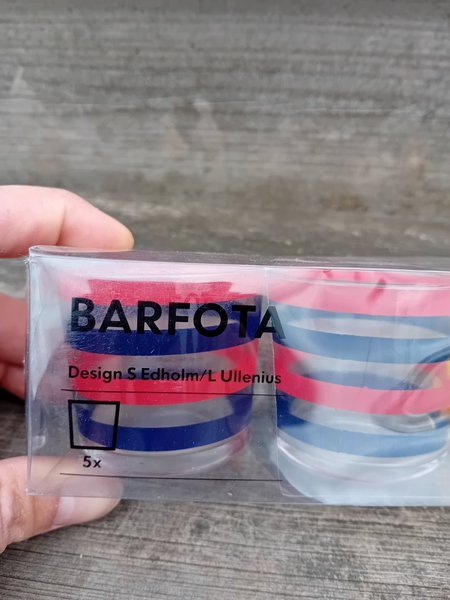 BARFOTA
Design S Edholm/L Ullenius
5x